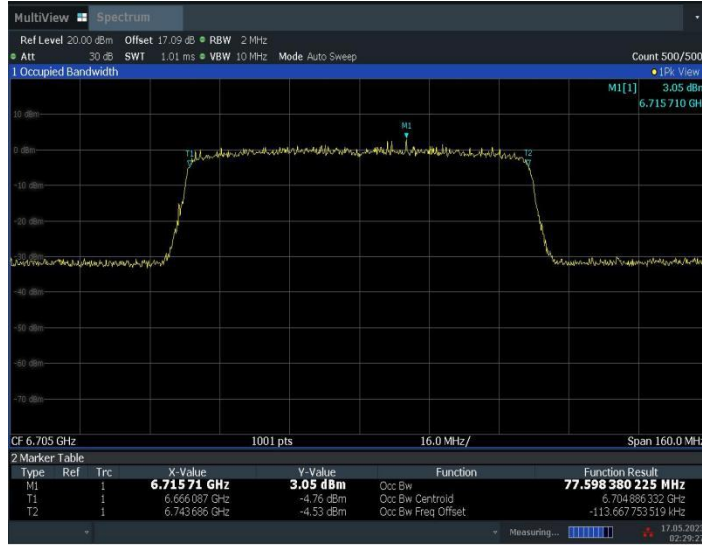 MultiView Spectrum
Ref Level 20.00 dBm Offset 17.09 dB RBW 2 MHz
Att 30 dB SWT 1.01 ms VBW 10 MHz Mode Auto Sweep Count 500/500
1 Occupied Bandwidth 1Pk View
M1[1] 3.05 dBm
6.715 710 GH
10 dBm
M1
0 dBm
T1 T2
-10 dBm
-20 dBm
-30 dBm
-40 dBm
-50 dBm
-60 dBm
-70 dBm
CF 6.705 GHz 1001 pts 16.0 MHz/ Span 160.0 MHz
2 Marker Table
Type Ref Trc X-Value Y-Value Function Function Result
M1 1 6.715 71 GHz 3.05 dBm Occ Bw 77.598 380 225 MHz
T1 1 6.666 087 GHz -4.76 dBm Occ Bw Centroid 6.704 886 332 GHz
T2 1 6.743 686 GHz -4.53 dBm Occ Bw Freq Offset -113.667 753 519 kHz
Measuring... 17.05.2023
02:29:27